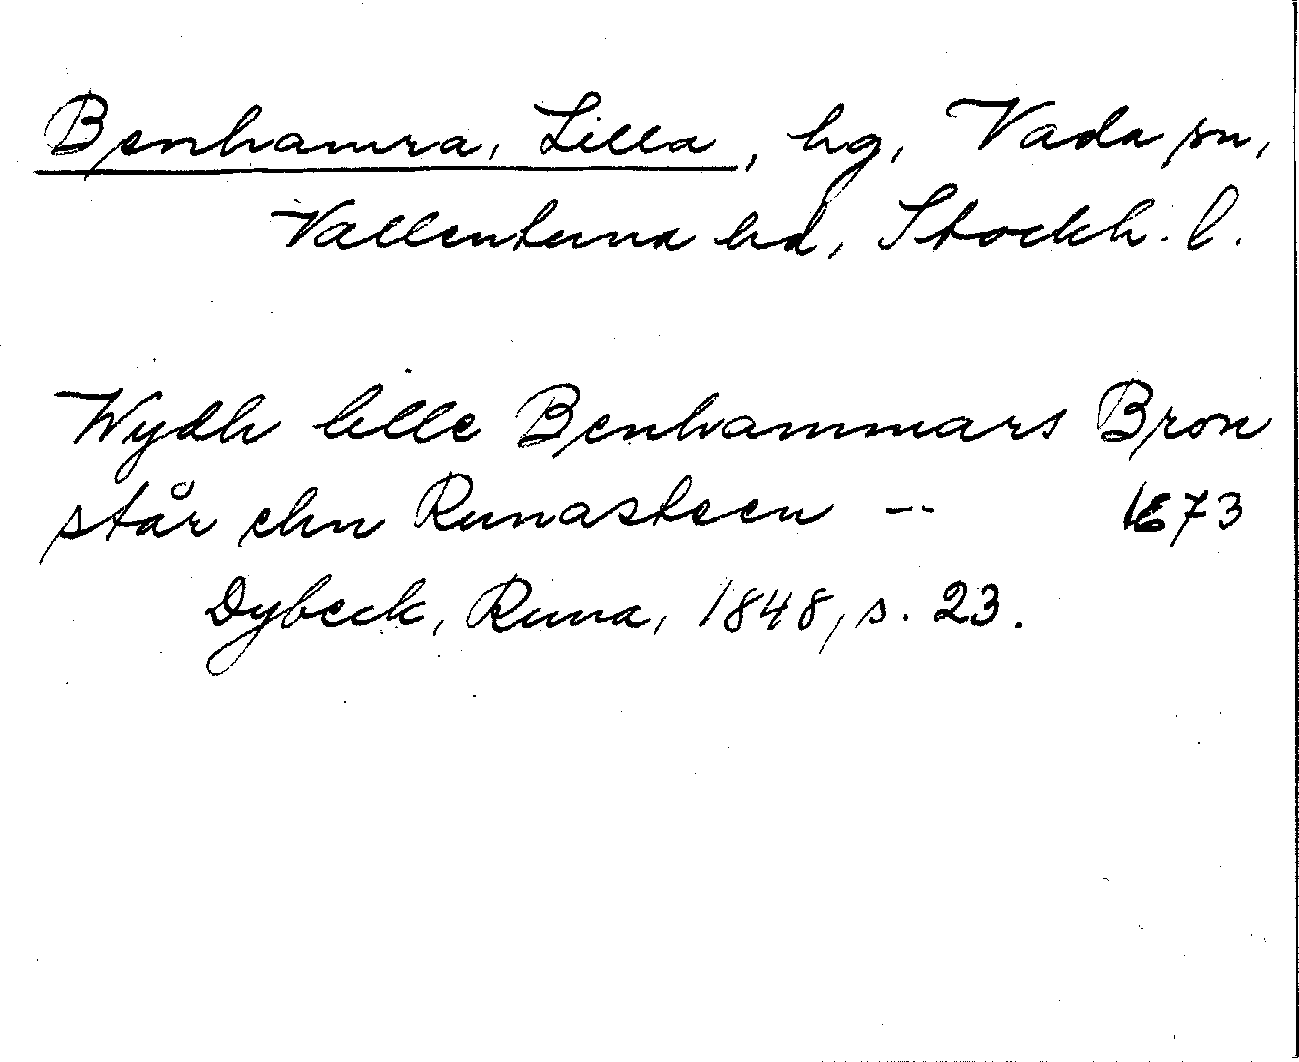 Benhamra, Lilla, hg, Vada sn,
Vallentuna hd, Stockh. l.
Wydh lille Benhammars Bron
står ehn Runasteen -- 1673
Dybeck, Runa, 1848, s. 23.